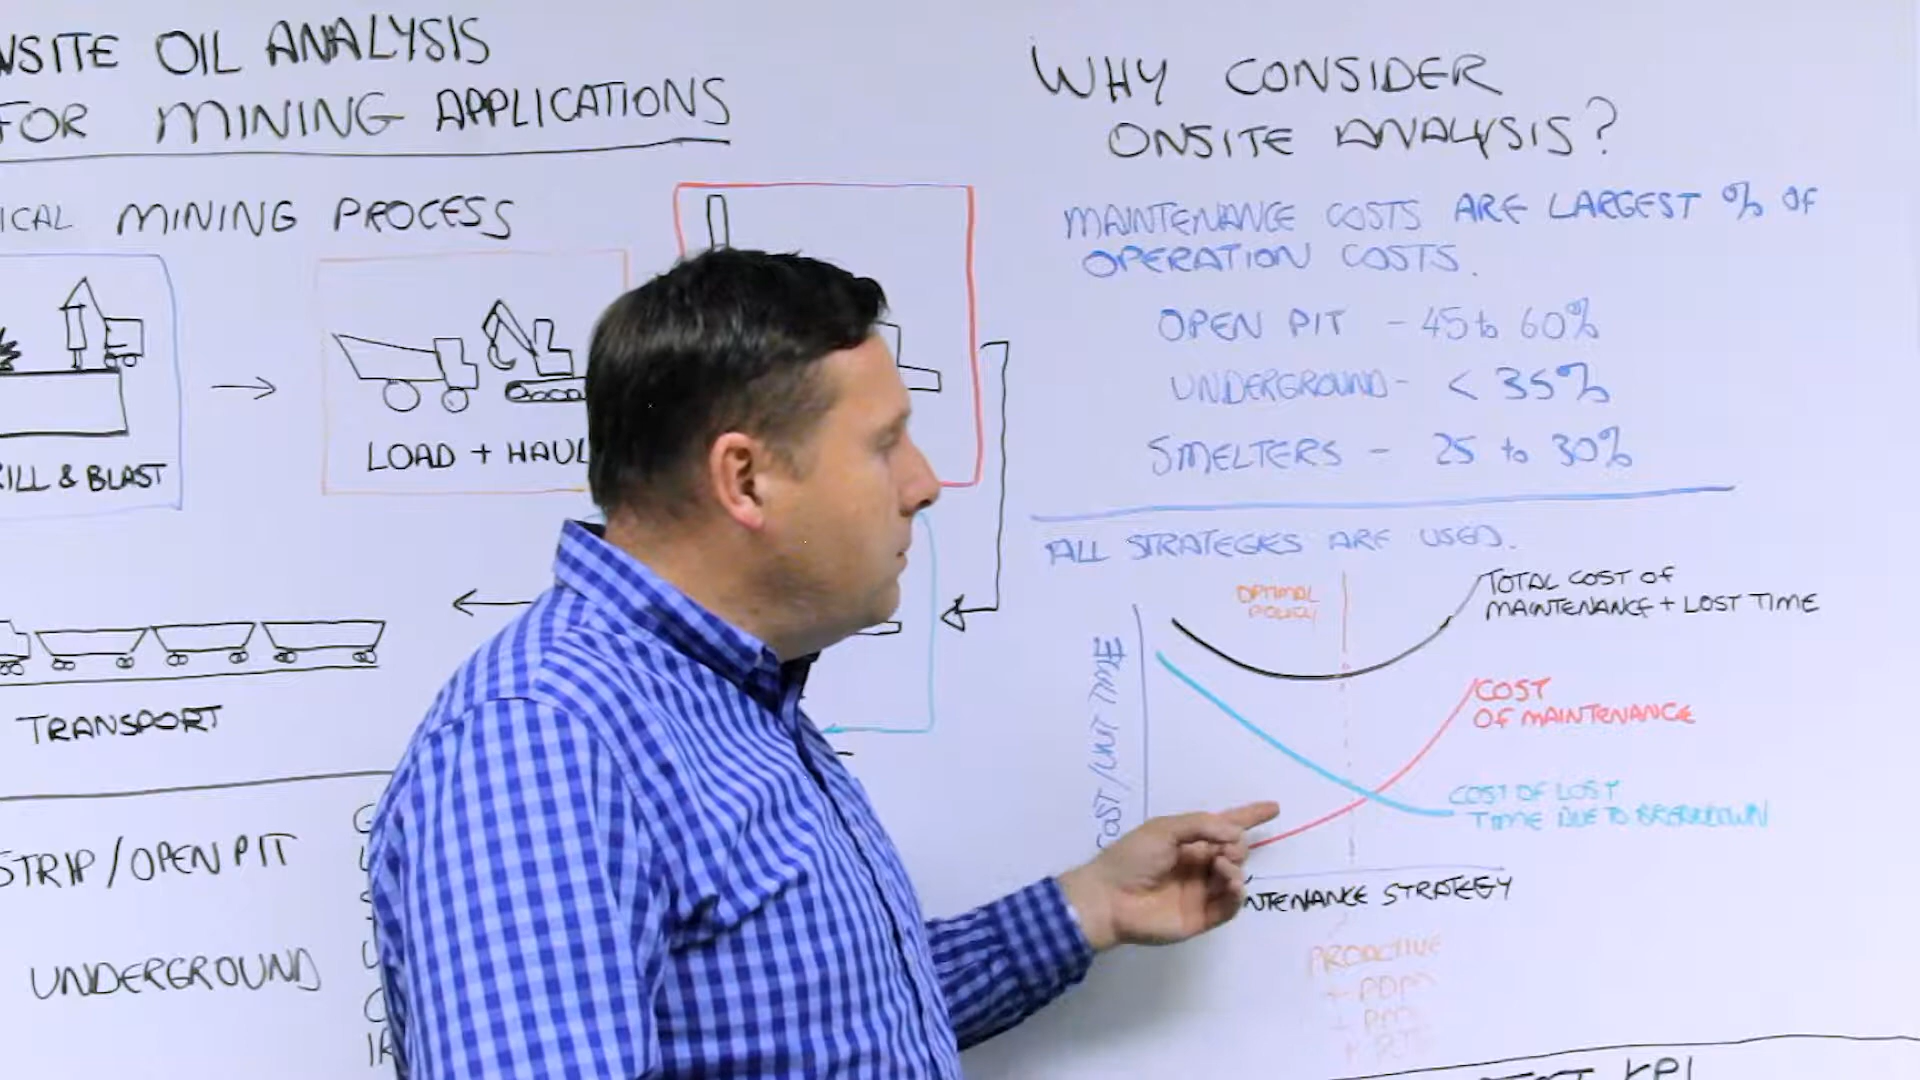 NSITE OIL ANALYSIS
FOR MINING APPLICATIONS
ICAL MINING PROCESS
RILL & BLAST
LOAD + HAUL
TRANSPORT
STRIP/OPEN PIT
UNDERGROUND
WHY CONSIDER
ONSITE ANALYSIS?
MAINTENANCE COSTS ARE LARGEST % OF
OPERATION COSTS.
OPEN PIT - 45 to 60%
UNDERGROUND - < 35%
SMELTERS - 25 to 30%
ALL STRATEGIES ARE USED.
OPTIMAL
POLICY
TOTAL COST OF
MAINTENANCE + LOST TIME
COST
OF MAINTENANCE
COST OF LOST
TIME DUE TO BREAKDOWN
COST/UNIT TIME
NTENANCE STRATEGY
PROACTIVE
+ PDM
+ PM
KPI